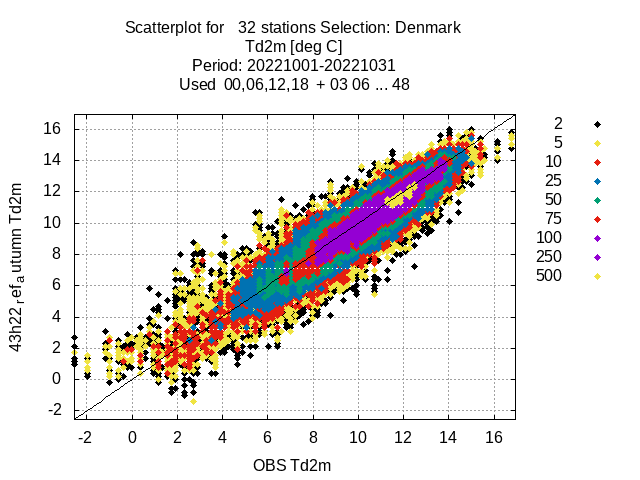 Scatterplot for 32 stations Selection: Denmark
Td2m [deg C]
Period: 20221001-20221031
Used 00,06,12,18 + 03 06 ... 48
43h22 refautumn Td2m
16
14
12
10
8
6
4
2
0
-2
-2 0 2 4 6 8 10 12 14 16
OBS Td2m
2
5
10
25
50
75
100
250
500